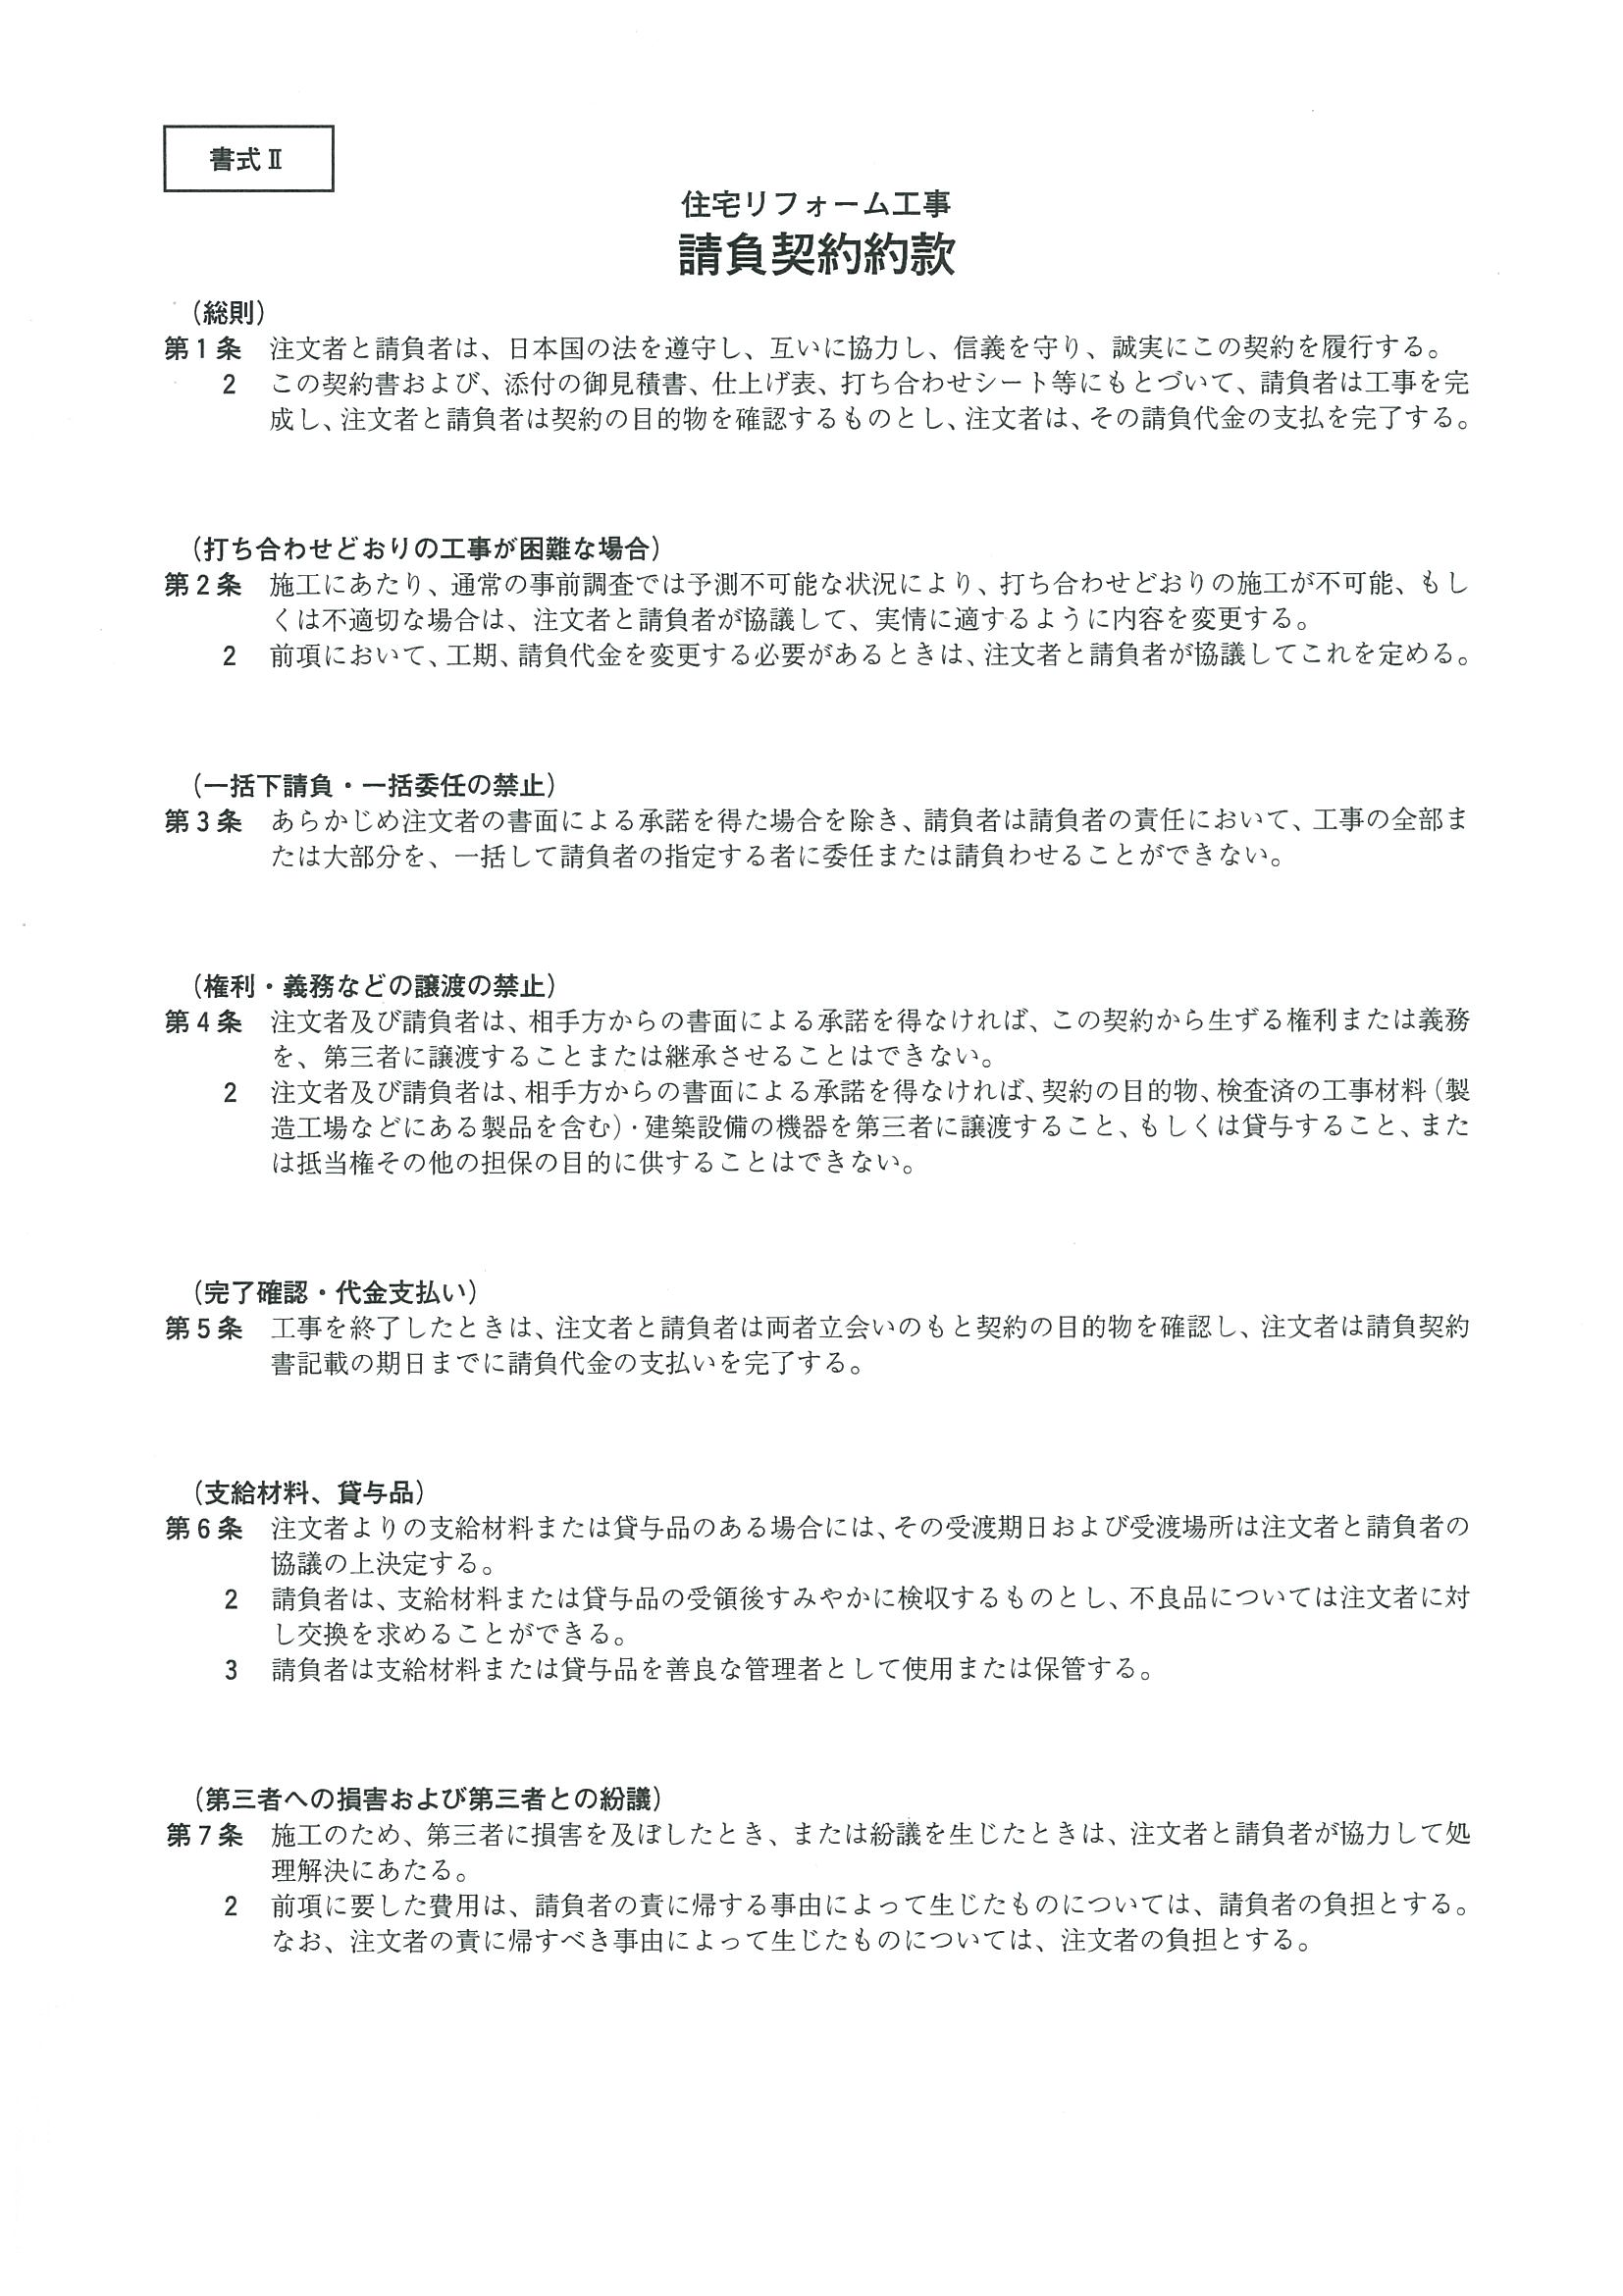 書式Ⅱ
住宅リフォーム工事
請負契約約款
（総則）
第1条　注文者と請負者は、日本国の法を遵守し、互いに協力し、信義を守り、誠実にこの契約を履行する。
2　この契約書および、添付の御見積書、仕上げ表、打ち合わせシート等にもとづいて、請負者は工事を完
成し、注文者と請負者は契約の目的物を確認するものとし、注文者は、その請負代金の支払を完了する。
（打ち合わせどおりの工事が困難な場合）
第2条　施工にあたり、通常の事前調査では予測不可能な状況により、打ち合わせどおりの施工が不可能、もし
くは不適切な場合は、注文者と請負者が協議して、実情に適するように内容を変更する。
2　前項において、工期、請負代金を変更する必要があるときは、注文者と請負者が協議してこれを定める。
（一括下請負・一括委任の禁止）
第3条　あらかじめ注文者の書面による承諾を得た場合を除き、請負者は請負者の責任において、工事の全部ま
たは大部分を、一括して請負者の指定する者に委任または請負わせることができない。
（権利・義務などの譲渡の禁止）
第4条　注文者及び請負者は、相手方からの書面による承諾を得なければ、この契約から生ずる権利または義務
を、第三者に譲渡することまたは継承させることはできない。
2　注文者及び請負者は、相手方からの書面による承諾を得なければ、契約の目的物、検査済の工事材料（製
造工場などにある製品を含む）・建築設備の機器を第三者に譲渡すること、もしくは貸与すること、また
は抵当権その他の担保の目的に供することはできない。
（完了確認・代金支払い）
第5条　工事を終了したときは、注文者と請負者は両者立会いのもと契約の目的物を確認し、注文者は請負契約
書記載の期日までに請負代金の支払いを完了する。
（支給材料、貸与品）
第6条　注文者よりの支給材料または貸与品のある場合には、その受渡期日および受渡場所は注文者と請負者の
協議の上決定する。
2　請負者は、支給材料または貸与品の受領後すみやかに検収するものとし、不良品については注文者に対
し交換を求めることができる。
3　請負者は支給材料または貸与品を善良な管理者として使用または保管する。
（第三者への損害および第三者との紛議）
第7条　施工のため、第三者に損害を及ぼしたとき、または紛議を生じたときは、注文者と請負者が協力して処
理解決にあたる。
2　前項に要した費用は、請負者の責に帰する事由によって生じたものについては、請負者の負担とする。
なお、注文者の責に帰すべき事由によって生じたものについては、注文者の負担とする。